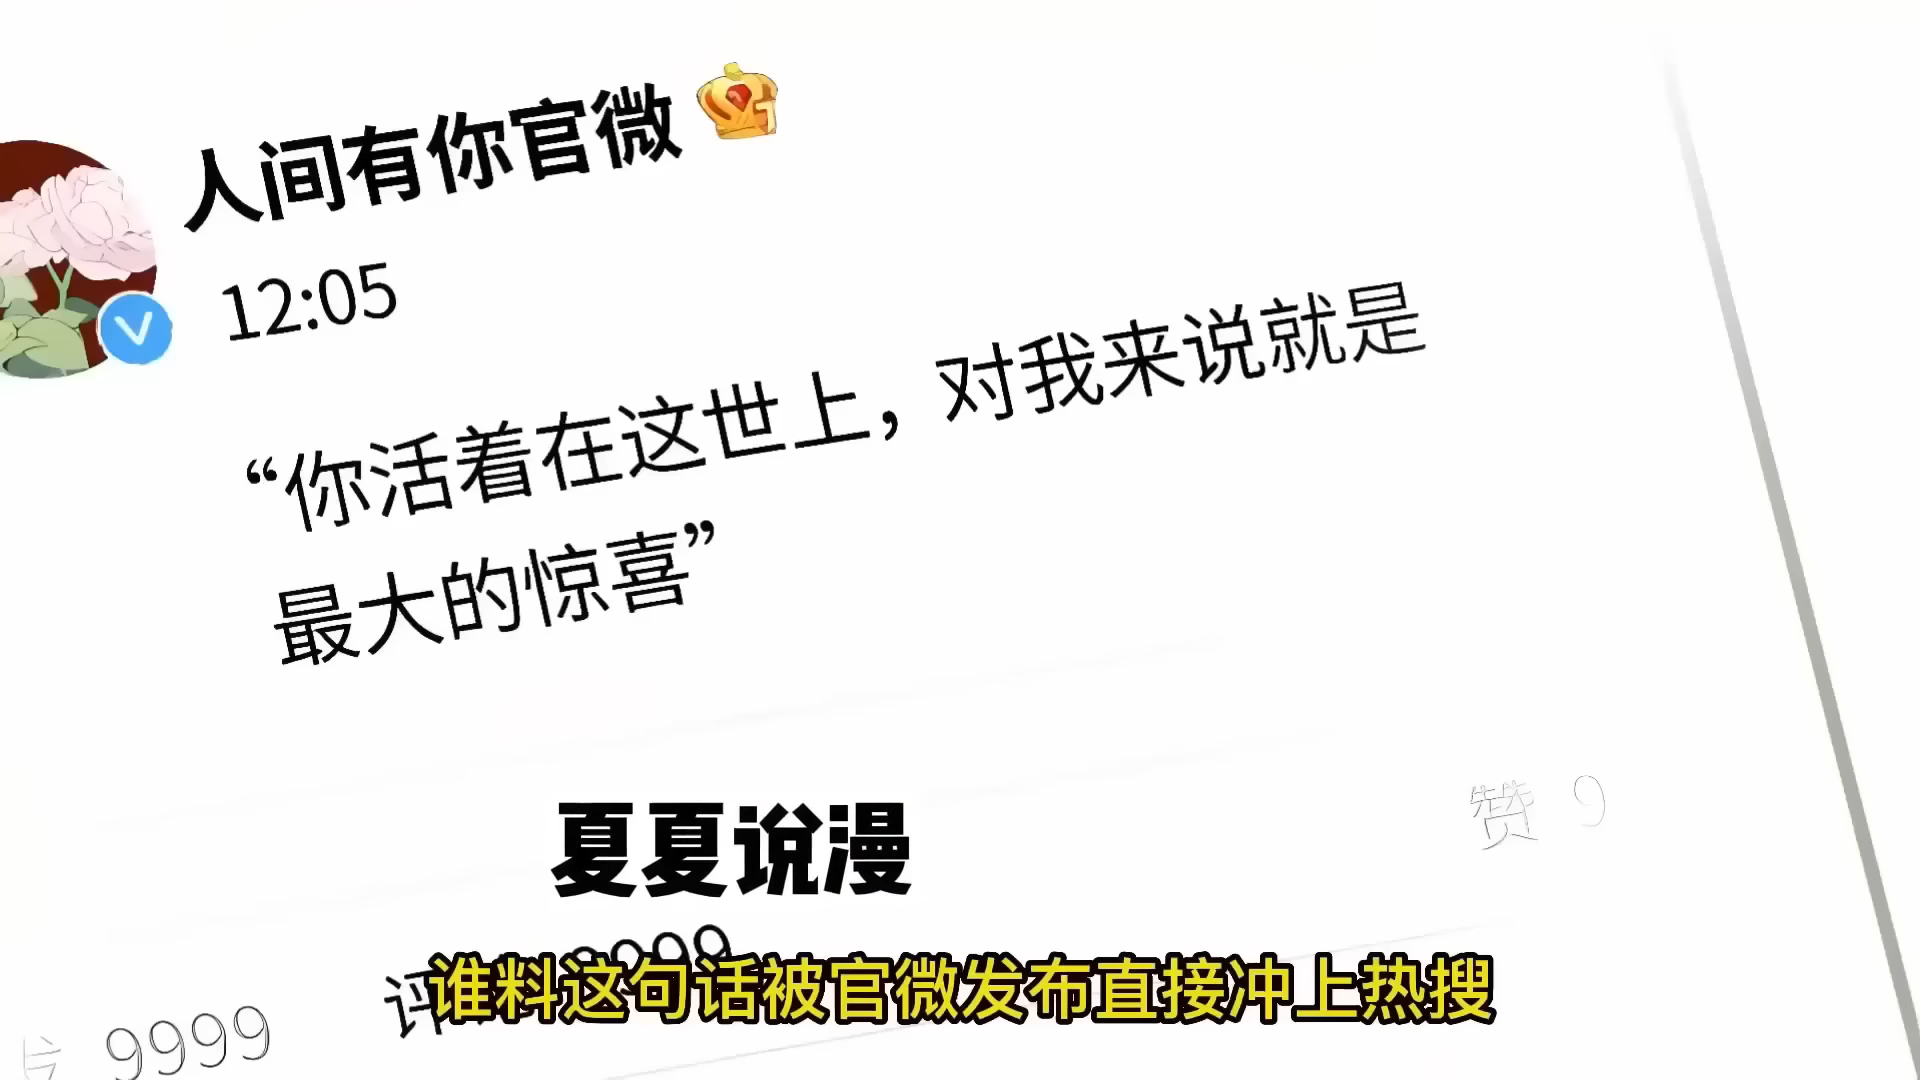 人间有你官微
12:05
“你活着在这世上，对我来说就是
最大的惊喜”
赞 9
夏夏说漫
谁料这句话被官微发布直接冲上热搜
9999